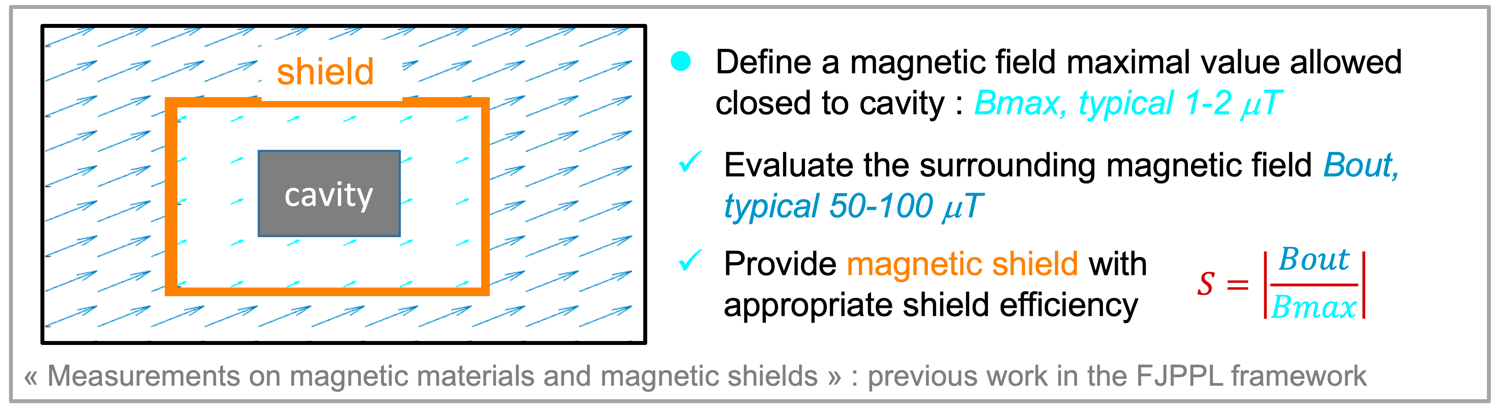 shield
cavity
Define a magnetic field maximal value allowed
closed to cavity : Bmax, typical 1-2 μT
Evaluate the surrounding magnetic field Bout,
typical 50-100 μT
Provide magnetic shield with
appropriate shield efficiency
S = |Bout/Bmax|
« Measurements on magnetic materials and magnetic shields » : previous work in the FJPPL framework